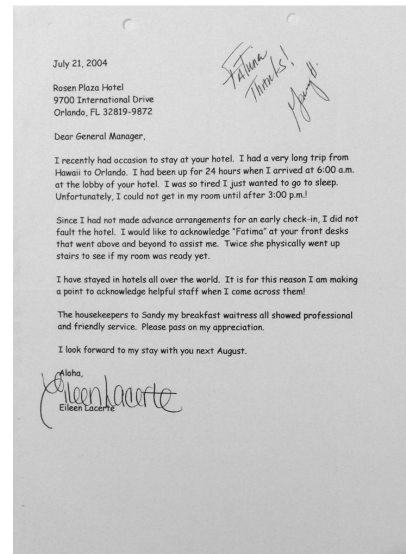 July 21, 2004
Fatima
Thanks!
Gary H.
Rosen Plaza Hotel
9700 International Drive
Orlando, FL 32819-9872
Dear General Manager,
I recently had occasion to stay at your hotel. I had a very long trip from
Hawaii to Orlando. I had been up for 24 hours when I arrived at 6:00 a.m.
at the lobby of your hotel. I was so tired I just wanted to go to sleep.
Unfortunately, I could not get in my room until after 3:00 p.m.!
Since I had not made advance arrangements for an early check-in, I did not
fault the hotel. I would like to acknowledge "Fatima" at your front desks
that went above and beyond to assist me. Twice she physically went up
stairs to see if my room was ready yet.
I have stayed in hotels all over the world. It is for this reason I am making
a point to acknowledge helpful staff when I come across them!
The housekeepers to Sandy my breakfast waitress all showed professional
and friendly service. Please pass on my appreciation.
I look forward to my stay with you next August.
Aloha,
Eileen Lacerte
Eileen Lacerte